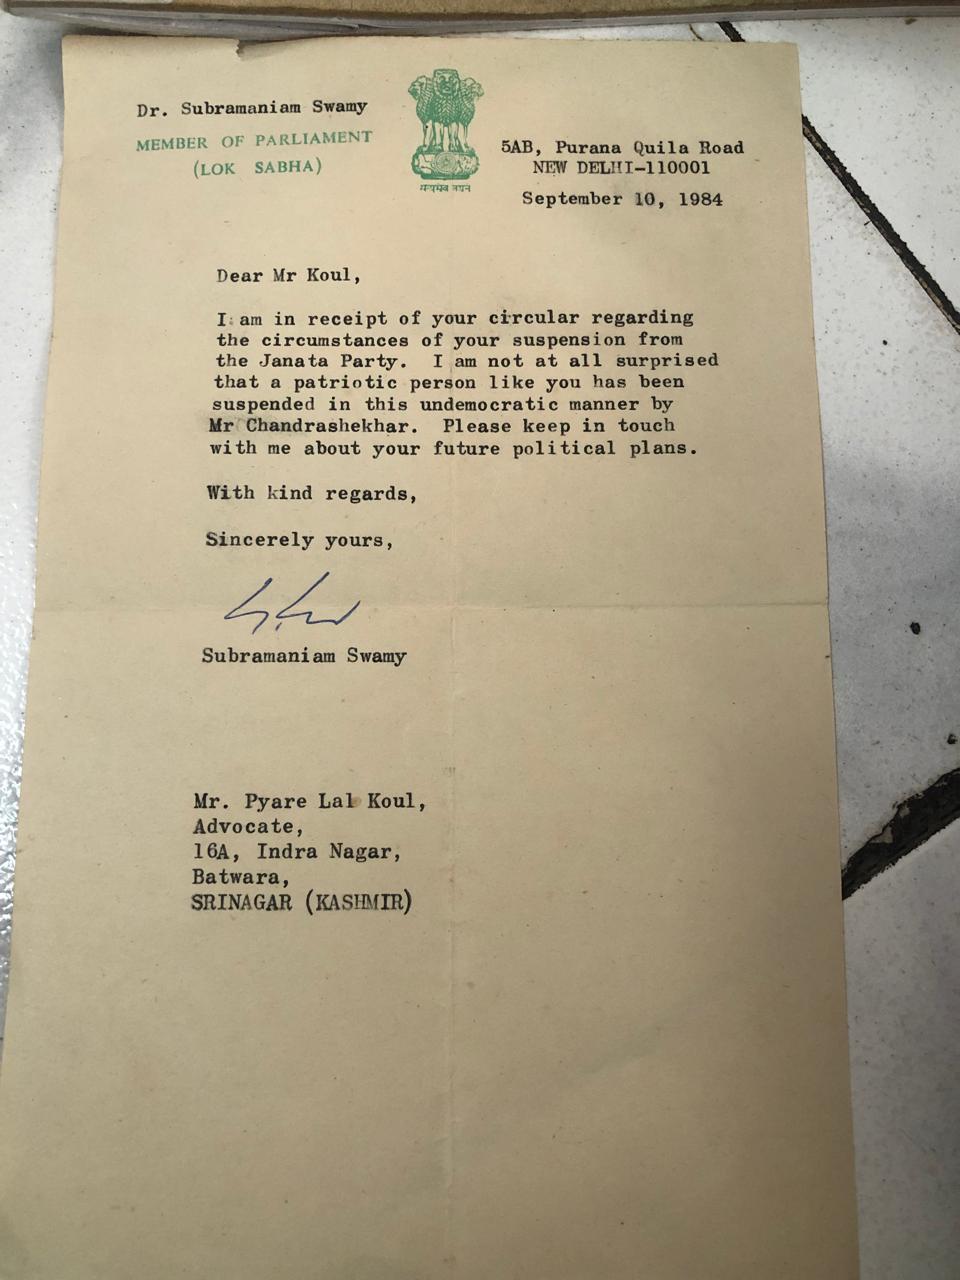 Dr. Subramaniam Swamy
MEMBER OF PARLIAMENT
(LOK SABHA)
सत्यमेव जयते
5AB, Purana Quila Road
NEW DELHI-110001
September 10, 1984
Dear Mr Koul,
I am in receipt of your circular regarding
the circumstances of your suspension from
the Janata Party.  I am not at all surprised
that a patriotic person like you has been
suspended in this undemocratic manner by
Mr Chandrashekhar.  Please keep in touch
with me about your future political plans.
With kind regards,
Sincerely yours,
Subramaniam Swamy
Mr. Pyare Lal Koul,
Advocate,
16A, Indra Nagar,
Batwara,
SRINAGAR (KASHMIR)